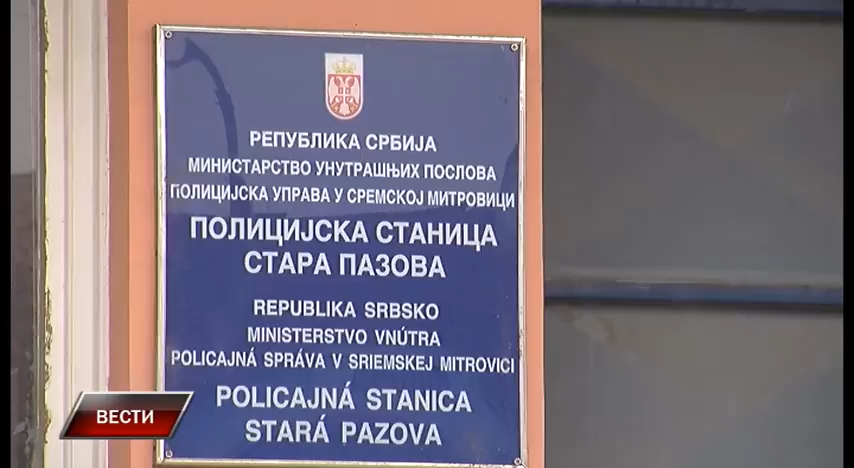 РЕПУБЛИКА СРБИЈА
МИНИСТАРСТВО УНУТРАШЊИХ ПОСЛОВА
ПОЛИЦИЈСКА УПРАВА У СРЕМСКОЈ МИТРОВИЦИ
ПОЛИЦИЈСКА СТАНИЦА
СТАРА ПАЗОВА
REPUBLIKA SRBSKO
MINISTERSTVO VNÚTRA
POLICAJNÁ SPRÁVA V SRIEMSKEJ MITROVICI
POLICAJNÁ STANICA
STARÁ PAZOVA
ВЕСТИ